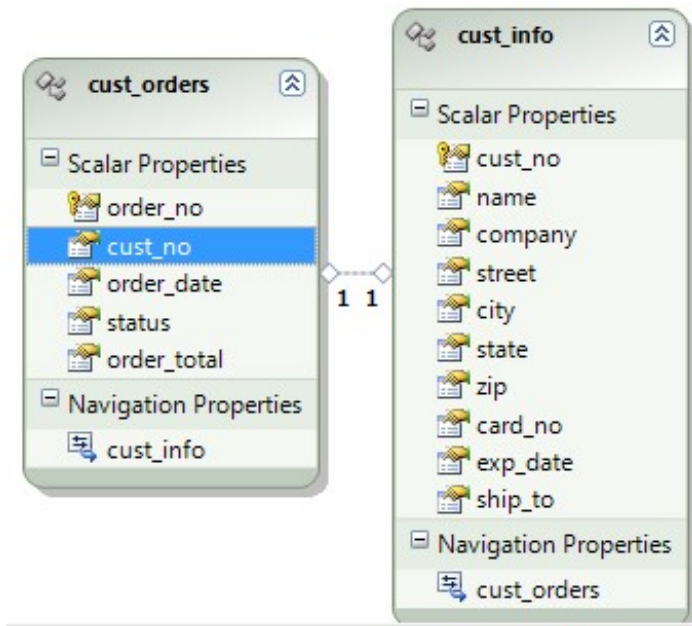 cust_orders
Scalar Properties
order_no
cust_no
order_date
status
order_total
Navigation Properties
cust_info
1 1
cust_info
Scalar Properties
cust_no
name
company
street
city
state
zip
card_no
exp_date
ship_to
Navigation Properties
cust_orders